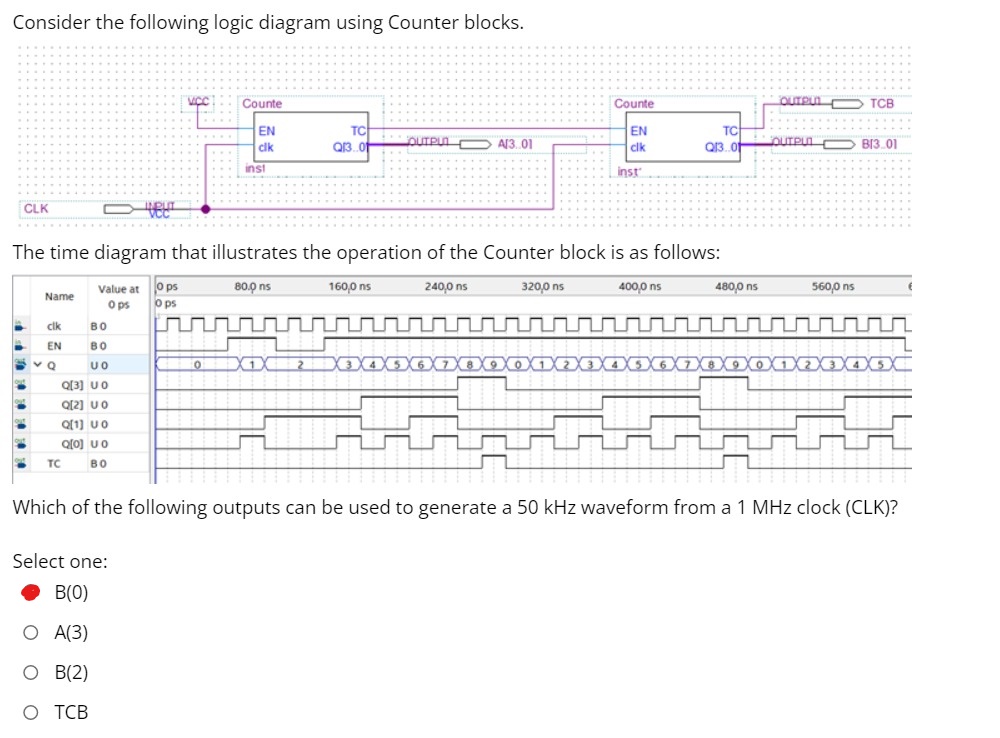 Consider the following logic diagram using Counter blocks.
VCC
Counte
EN
TC
clk
Q[3..0]
inst
OUTPUT
A[3..0]
Counte
EN
TC
clk
Q[3..0]
inst
OUTPUT
TCB
OUTPUT
B[3..0]
CLK
INPUT
VCC
The time diagram that illustrates the operation of the Counter block is as follows:
Name
Value at
0 ps
0 ps 80,0 ns 160,0 ns 240,0 ns 320,0 ns 400,0 ns 480,0 ns 560,0 ns
0 ps
clk B 0
EN B 0
Q U 0 0 1 2 3 4 5 6 7 8 9 0 1 2 3 4 5 6 7 8 9 0 1 2 3 4 5
Q[3] U 0
Q[2] U 0
Q[1] U 0
Q[0] U 0
TC B 0
Which of the following outputs can be used to generate a 50 kHz waveform from a 1 MHz clock (CLK)?
Select one:
B(0)
A(3)
B(2)
TCB